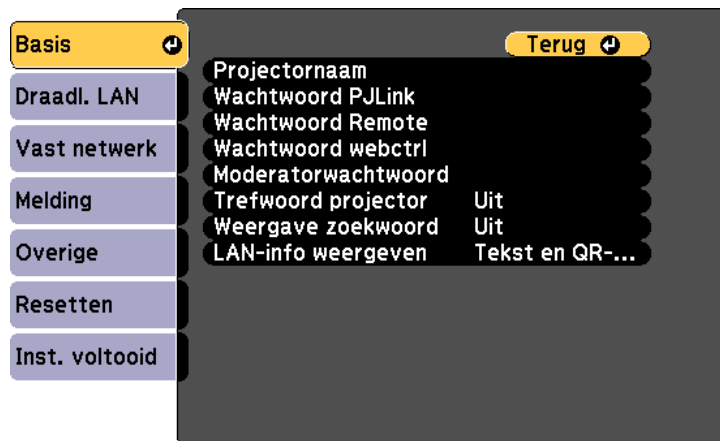 Basis
Terug
Projectornaam
Draadl. LAN
Wachtwoord PJLink
Wachtwoord Remote
Vast netwerk
Wachtwoord webctrl
Moderatorwachtwoord
Melding
Trefwoord projector Uit
Weergave zoekwoord Uit
Overige
LAN-info weergeven Tekst en QR-...
Resetten
Inst. voltooid